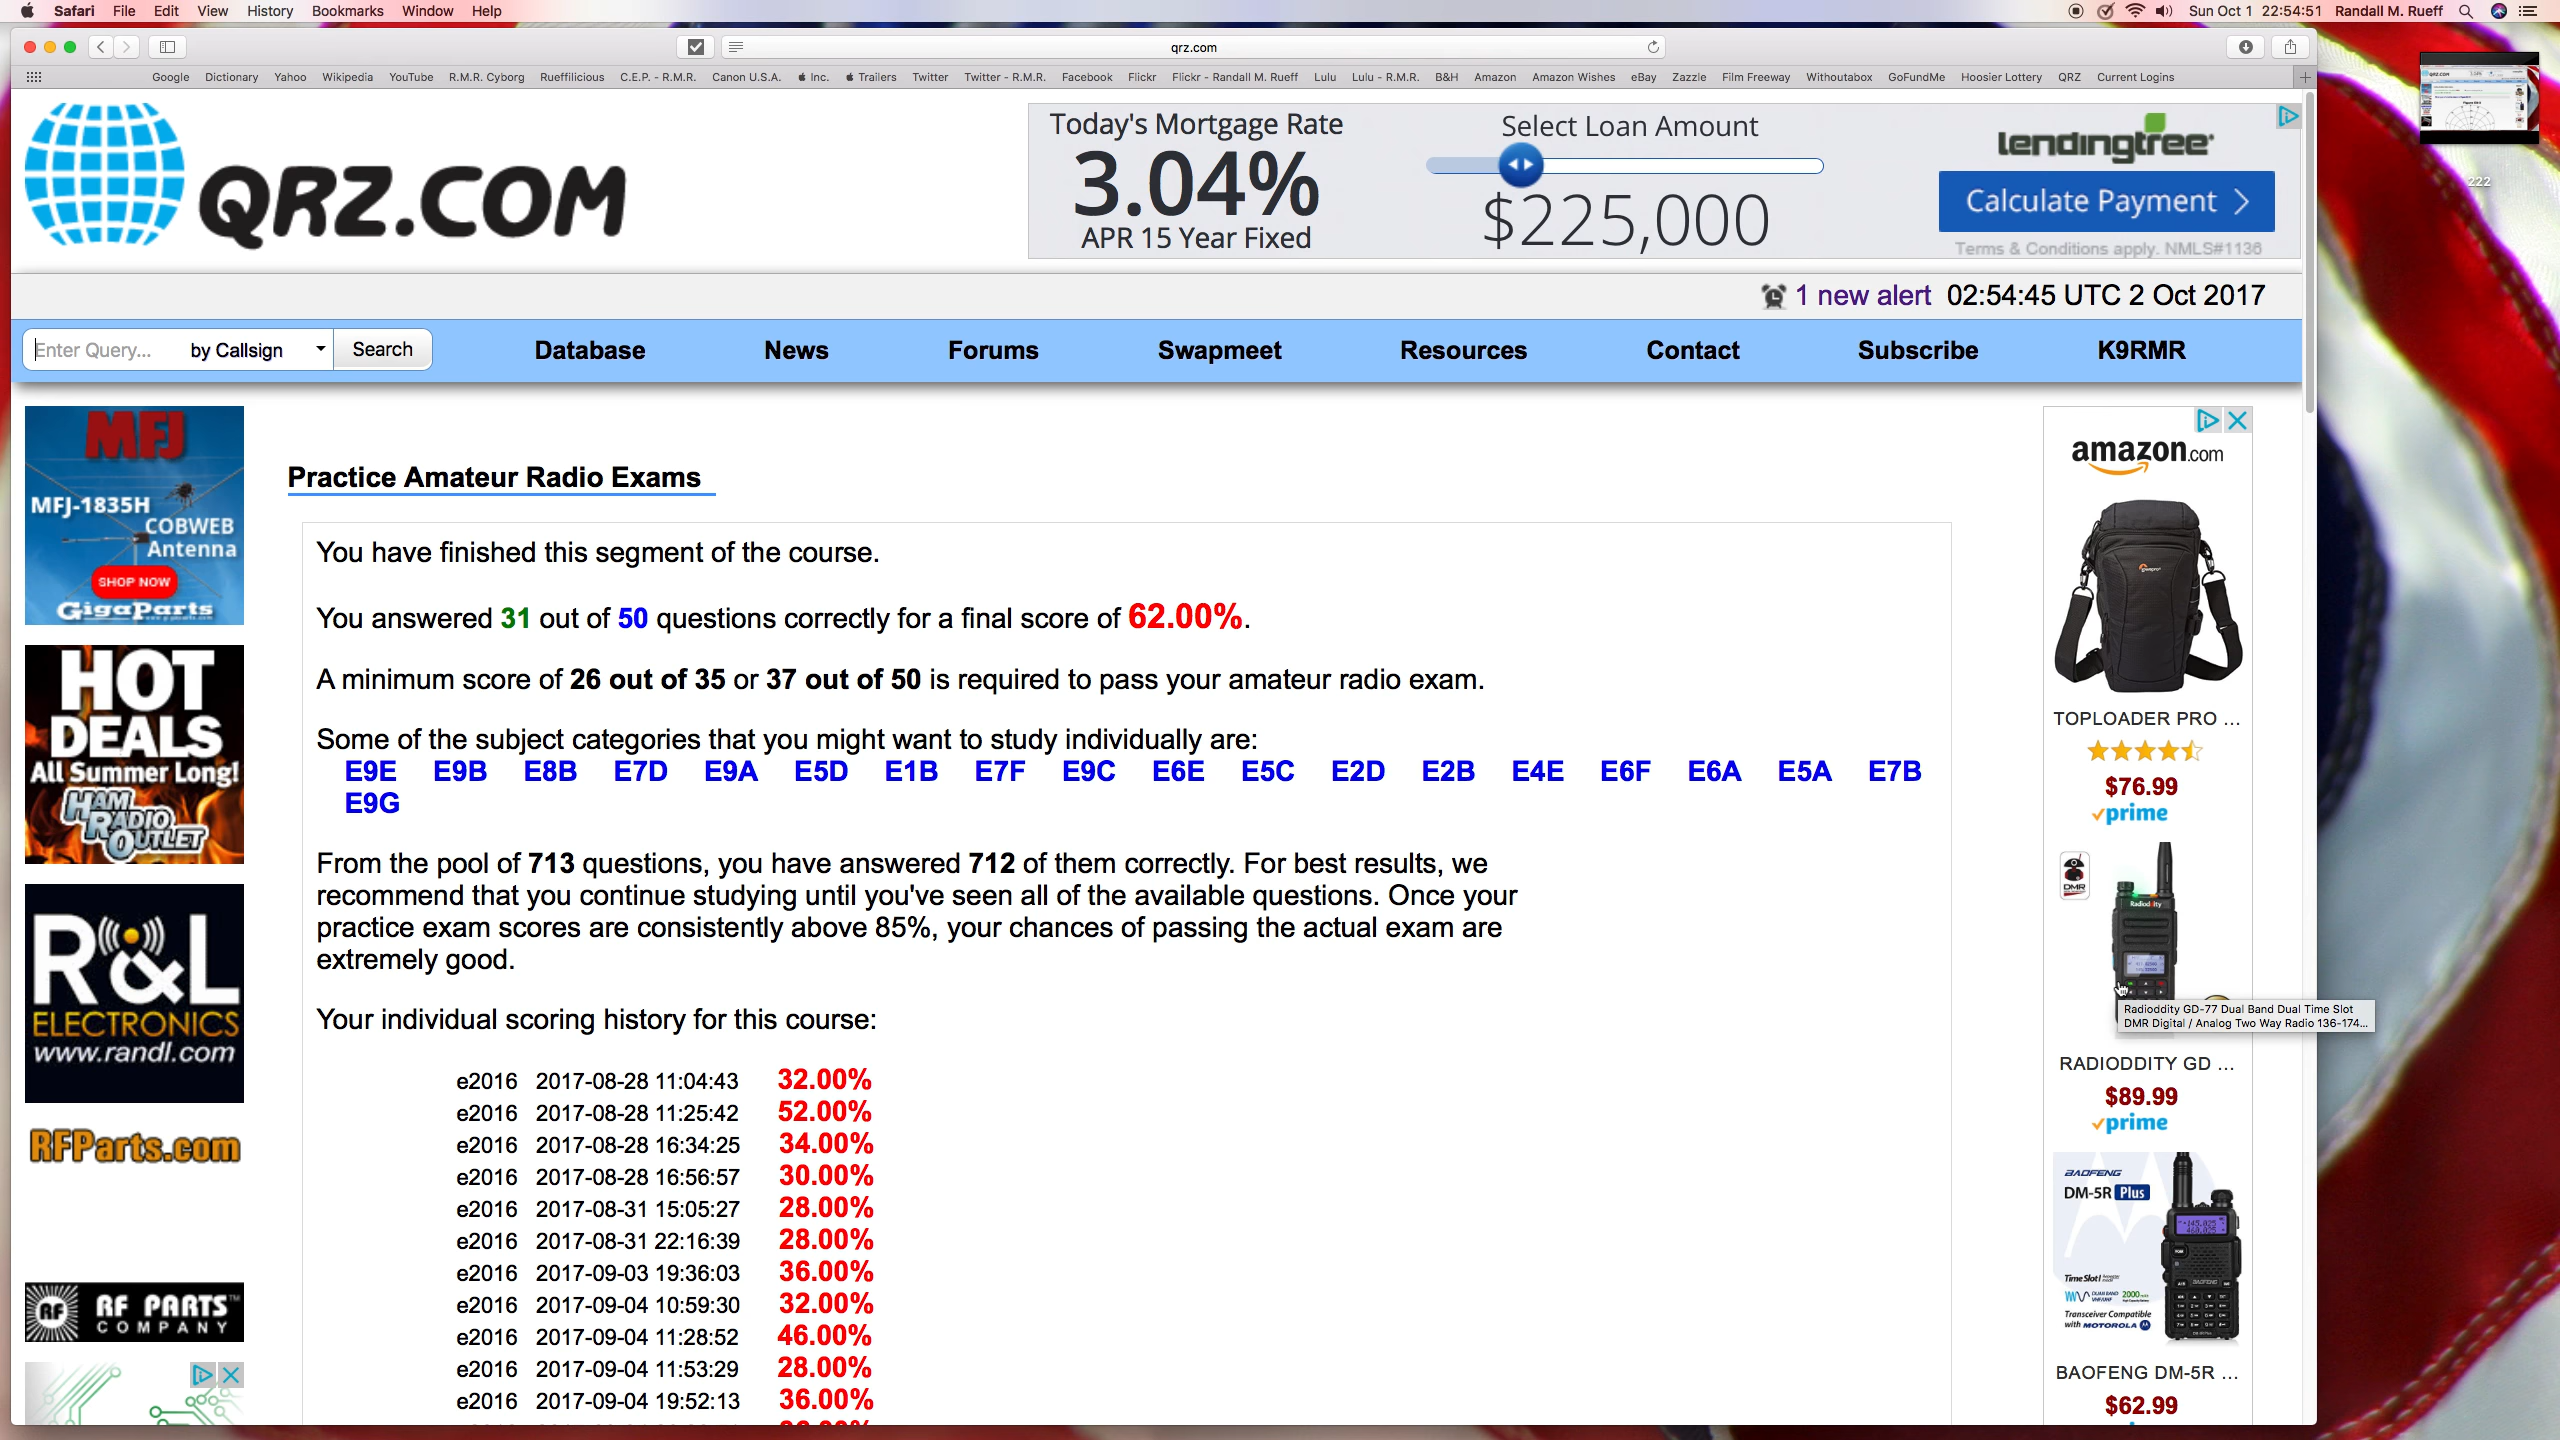 Safari File Edit View History Bookmarks Window Help
Sun Oct 1 22:54:51 Randall M. Rueff
qrz.com
Google Dictionary Yahoo Wikipedia YouTube R.M.R. Cyborg Rueffilicious C.E.P. - R.M.R. Canon U.S.A. Inc. Trailers Twitter Twitter - R.M.R. Facebook Flickr Flickr - Randall M. Rueff Lulu Lulu - R.M.R. B&H Amazon Amazon Wishes eBay Zazzle Film Freeway Withoutabox GoFundMe Hoosier Lottery QRZ Current Logins
222
QRZ.COM
Today's Mortgage Rate
3.04%
APR 15 Year Fixed
Select Loan Amount
$225,000
lendingtree
Calculate Payment
Terms & Conditions apply. NMLS#1136
1 new alert 02:54:45 UTC 2 Oct 2017
Enter Query... by Callsign Search Database News Forums Swapmeet Resources Contact Subscribe K9RMR
MFJ
MFJ-1835H
COBWEB
Antenna
SHOP NOW
GigaParts
HOT
DEALS
All Summer Long!
HAM
RADIO
OUTLET
R&L
ELECTRONICS
www.randl.com
RFParts.com
RF
RF PARTS™
COMPANY
Practice Amateur Radio Exams
You have finished this segment of the course.
You answered 31 out of 50 questions correctly for a final score of 62.00%.
A minimum score of 26 out of 35 or 37 out of 50 is required to pass your amateur radio exam.
Some of the subject categories that you might want to study individually are:
E9E E9B E8B E7D E9A E5D E1B E7F E9C E6E E5C E2D E2B E4E E6F E6A E5A E7B
E9G
From the pool of 713 questions, you have answered 712 of them correctly. For best results, we
recommend that you continue studying until you've seen all of the available questions. Once your
practice exam scores are consistently above 85%, your chances of passing the actual exam are
extremely good.
Your individual scoring history for this course:
e2016 2017-08-28 11:04:43 32.00%
e2016 2017-08-28 11:25:42 52.00%
e2016 2017-08-28 16:34:25 34.00%
e2016 2017-08-28 16:56:57 30.00%
e2016 2017-08-31 15:05:27 28.00%
e2016 2017-08-31 22:16:39 28.00%
e2016 2017-09-03 19:36:03 36.00%
e2016 2017-09-04 10:59:30 32.00%
e2016 2017-09-04 11:28:52 46.00%
e2016 2017-09-04 11:53:29 28.00%
e2016 2017-09-04 19:52:13 36.00%
amazon.com
TOPLOADER PRO ...
$76.99
prime
DMR
Radioddity
Radioddity GD-77 Dual Band Dual Time Slot
DMR Digital / Analog Two Way Radio 136-174...
RADIODDITY GD ...
$89.99
prime
BAOFENG
DM-5R Plus
Time Slot!
DUAL BAND
VHF/UHF
2000
Transceiver Compatible
with MOTOROLA
BAOFENG DM-5R ...
$62.99